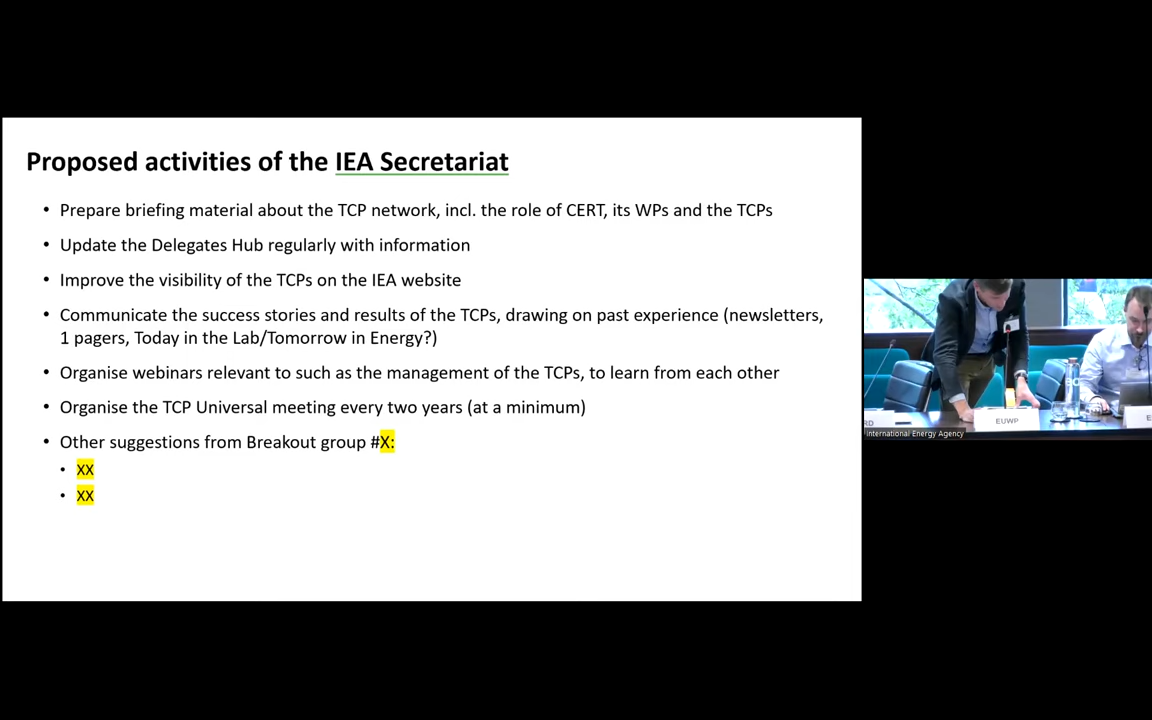 Proposed activities of the IEA Secretariat
• Prepare briefing material about the TCP network, incl. the role of CERT, its WPs and the TCPs
• Update the Delegates Hub regularly with information
• Improve the visibility of the TCPs on the IEA website
• Communicate the success stories and results of the TCPs, drawing on past experience (newsletters,
1 pagers, Today in the Lab/Tomorrow in Energy?)
• Organise webinars relevant to such as the management of the TCPs, to learn from each other
• Organise the TCP Universal meeting every two years (at a minimum)
• Other suggestions from Breakout group #X:
• XX
• XX
EUWP
International Energy Agency